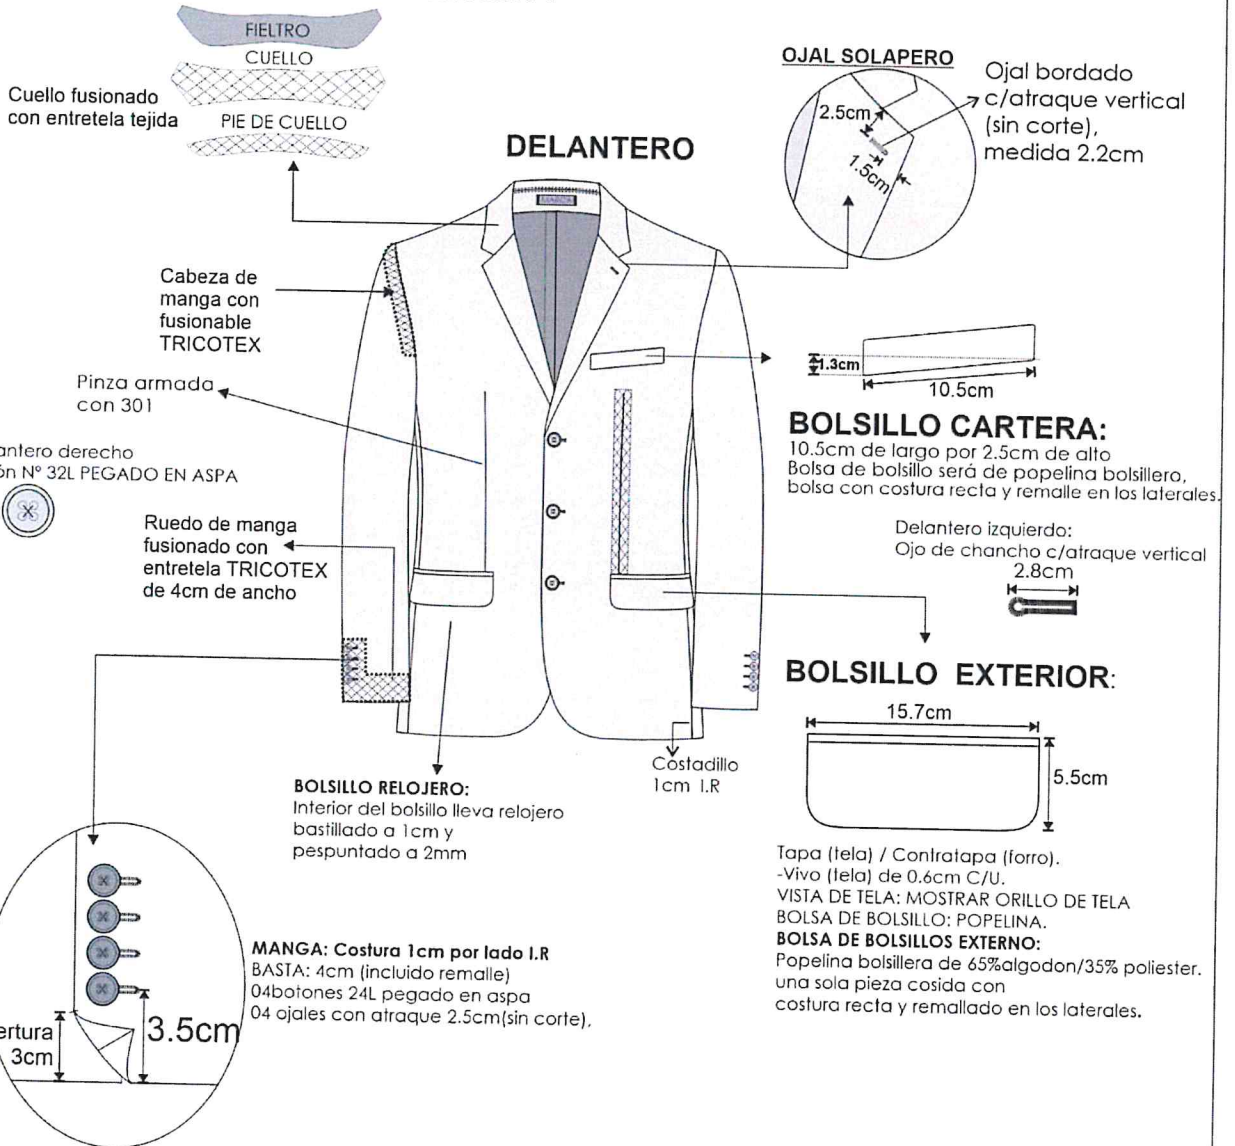 FIELTRO
CUELLO
PIE DE CUELLO
Cuello fusionado
con entretela tejida
DELANTERO
OJAL SOLAPERO
2.5cm
1.5cm
Ojal bordado
c/atraque vertical
(sin corte),
medida 2.2cm
MARCA
Cabeza de
manga con
fusionable
TRICOTEX
Pinza armada
con 301
antero derecho
ón Nº 32L PEGADO EN ASPA
Ruedo de manga
fusionado con
entretela TRICOTEX
de 4cm de ancho
1.3cm
10.5cm
BOLSILLO CARTERA:
10.5cm de largo por 2.5cm de alto
Bolsa de bolsillo será de popelina bolsillero,
bolsa con costura recta y remalle en los laterales.
Delantero izquierdo:
Ojo de chancho c/atraque vertical
2.8cm
BOLSILLO EXTERIOR:
15.7cm
5.5cm
Tapa (tela) / Contratapa (forro).
-Vivo (tela) de 0.6cm C/U.
VISTA DE TELA: MOSTRAR ORILLO DE TELA
BOLSA DE BOLSILLO: POPELINA.
BOLSA DE BOLSILLOS EXTERNO:
Popelina bolsillera de 65%algodon/35% poliester.
una sola pieza cosida con
costura recta y remallado en los laterales.
Costadillo
1cm I.R
BOLSILLO RELOJERO:
Interior del bolsillo lleva relojero
bastillado a 1cm y
pespuntado a 2mm
MANGA: Costura 1cm por lado I.R
BASTA: 4cm (incluido remalle)
04botones 24L pegado en aspa
04 ojales con atraque 2.5cm(sin corte),
ertura
3cm
3.5cm